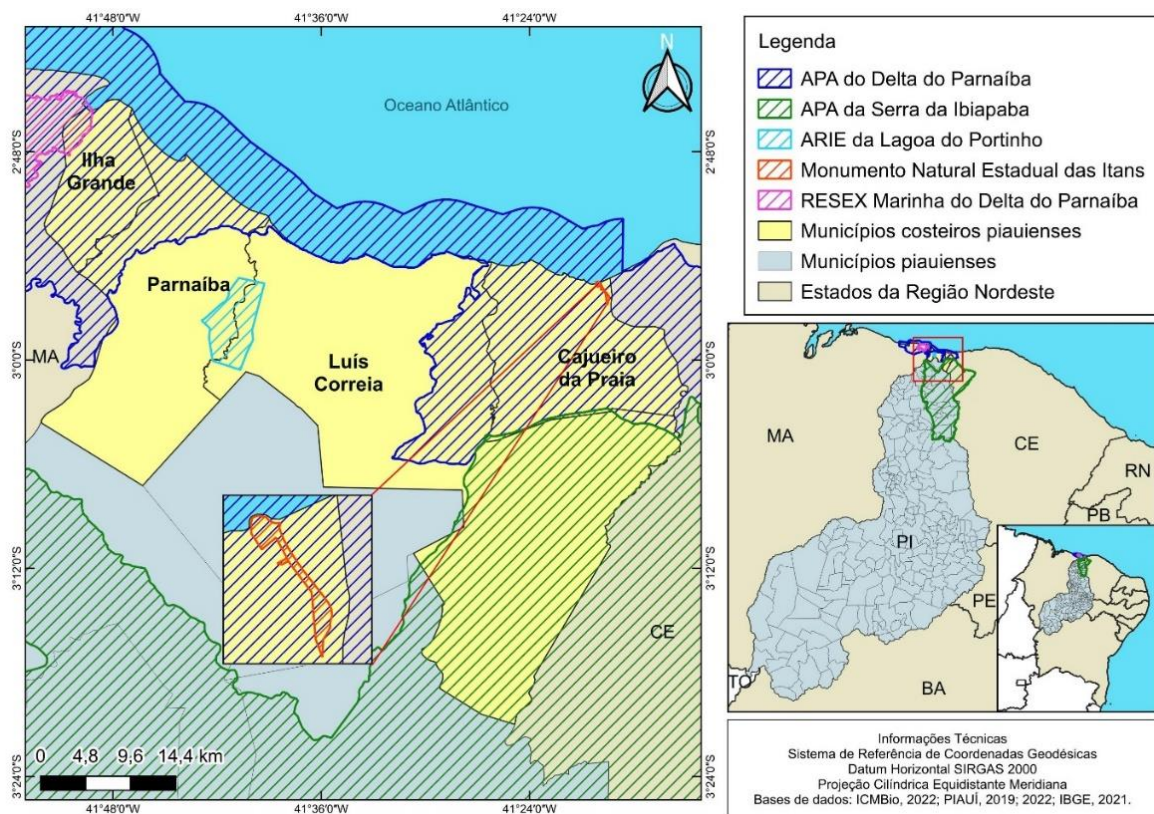 41°48'0"W 41°36'0"W 41°24'0"W
N
Oceano Atlântico
2°48'0"S 2°48'0"S
Ilha
Grande
Parnaíba
Luís
Correia
Cajueiro
da Praia
MA
3°0'0"S 3°0'0"S
3°12'0"S 3°12'0"S
CE
0 4,8 9,6 14,4 km
3°24'0"S 3°24'0"S
41°48'0"W 41°36'0"W 41°24'0"W
Legenda
APA do Delta do Parnaíba
APA da Serra da Ibiapaba
ARIE da Lagoa do Portinho
Monumento Natural Estadual das Itans
RESEX Marinha do Delta do Parnaíba
Municípios costeiros piauienses
Municípios piauienses
Estados da Região Nordeste
MA
CE
RN
PB
PI
PE
TO
BA
Informações Técnicas
Sistema de Referência de Coordenadas Geodésicas
Datum Horizontal SIRGAS 2000
Projeção Cilíndrica Equidistante Meridiana
Bases de dados: ICMBio, 2022; PIAUÍ, 2019; 2022; IBGE, 2021.